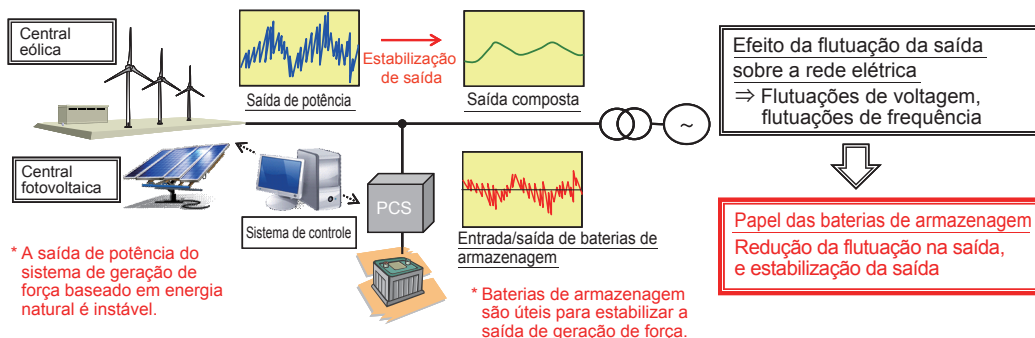 Central
eólica
Saída de potência
Estabilização
de saída
Saída composta
~
Central
fotovoltaica
Sistema de controle
PCS
Entrada/saída de baterias de
armazenagem
* A saída de potência do
sistema de geração de
força baseado em energia
natural é instável.
* Baterias de armazenagem
são úteis para estabilizar a
saída de geração de força.
Efeito da flutuação da saída
sobre a rede elétrica
⇒ Flutuações de voltagem,
flutuações de frequência
Papel das baterias de armazenagem
Redução da flutuação na saída,
e estabilização da saída